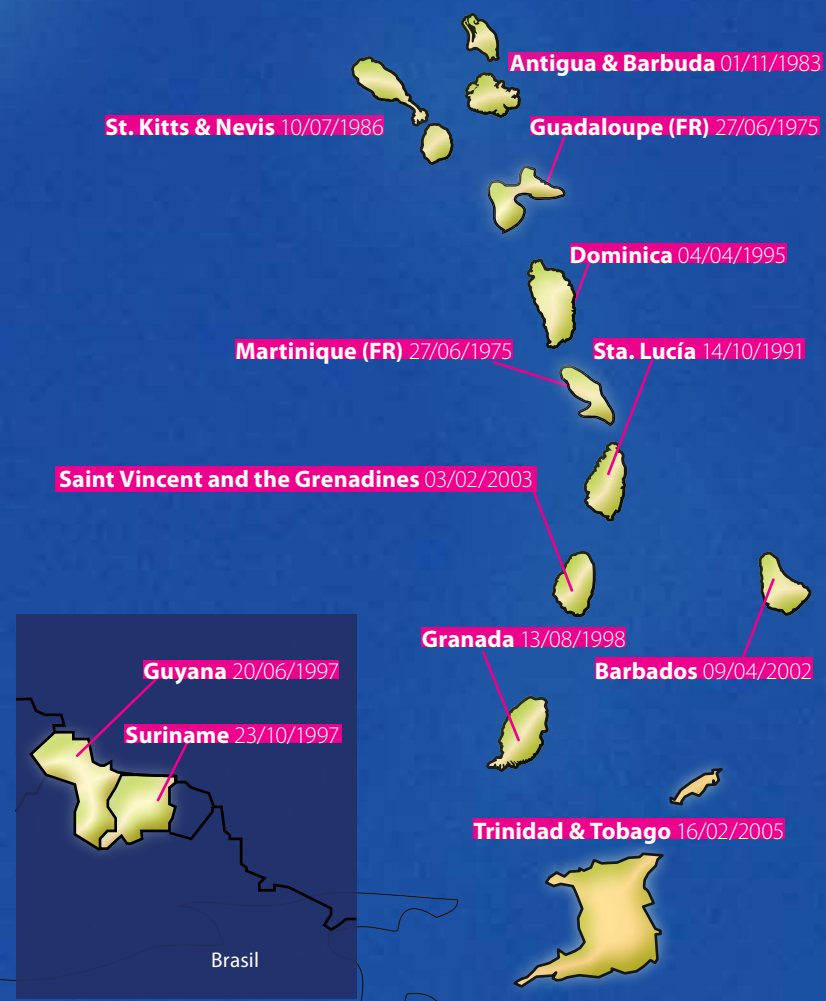 Antigua & Barbuda 01/11/1983
St. Kitts & Nevis 10/07/1986
Guadaloupe (FR) 27/06/1975
Dominica 04/04/1995
Martinique (FR) 27/06/1975
Sta. Lucía 14/10/1991
Saint Vincent and the Grenadines 03/02/2003
Granada 13/08/1998
Barbados 09/04/2002
Guyana 20/06/1997
Suriname 23/10/1997
Trinidad & Tobago 16/02/2005
Brasil